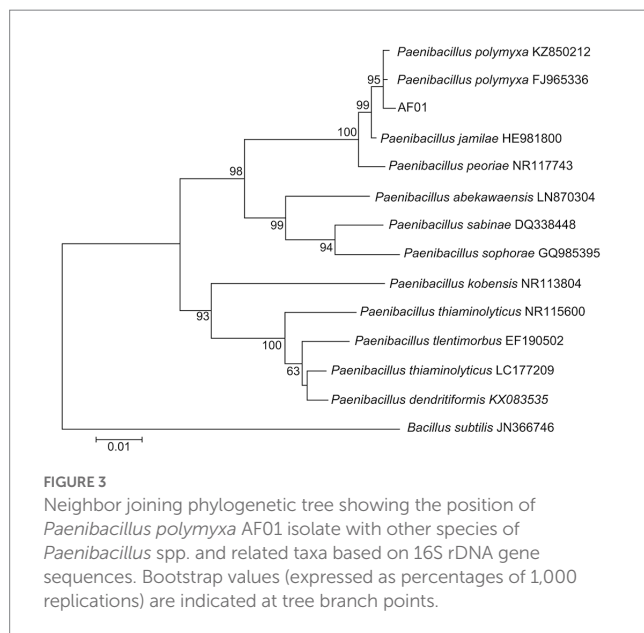 Paenibacillus polymyxa KZ850212
95
Paenibacillus polymyxa FJ965336
99
AF01
100
Paenibacillus jamilae HE981800
98
Paenibacillus peoriae NR117743
Paenibacillus abekawaensis LN870304
99
Paenibacillus sabinae DQ338448
94
Paenibacillus sophorae GQ985395
Paenibacillus kobensis NR113804
93
Paenibacillus thiaminolyticus NR115600
100
Paenibacillus tlentimorbus EF190502
63
Paenibacillus thiaminolyticus LC177209
Paenibacillus dendritiformis KX083535
Bacillus subtilis JN366746
0.01
FIGURE 3
Neighbor joining phylogenetic tree showing the position of
Paenibacillus polymyxa AF01 isolate with other species of
Paenibacillus spp. and related taxa based on 16S rDNA gene
sequences. Bootstrap values (expressed as percentages of 1,000
replications) are indicated at tree branch points.